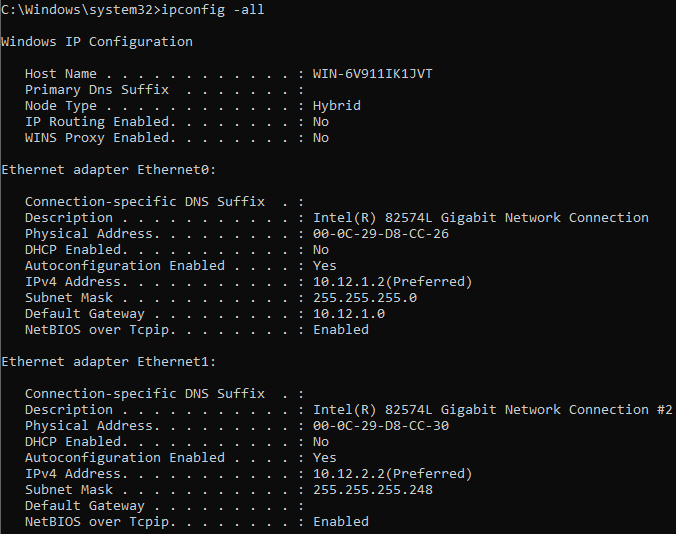 C:\Windows\system32>ipconfig -all
Windows IP Configuration
Host Name . . . . . . . . . . . . : WIN-6V911IK1JVT
Primary Dns Suffix  . . . . . . . :
Node Type . . . . . . . . . . . . : Hybrid
IP Routing Enabled. . . . . . . . : No
WINS Proxy Enabled. . . . . . . . : No
Ethernet adapter Ethernet0:
Connection-specific DNS Suffix  . :
Description . . . . . . . . . . . : Intel(R) 82574L Gigabit Network Connection
Physical Address. . . . . . . . . : 00-0C-29-D8-CC-26
DHCP Enabled. . . . . . . . . . . : No
Autoconfiguration Enabled . . . . : Yes
IPv4 Address. . . . . . . . . . . : 10.12.1.2(Preferred)
Subnet Mask . . . . . . . . . . . : 255.255.255.0
Default Gateway . . . . . . . . . : 10.12.1.0
NetBIOS over Tcpip. . . . . . . . : Enabled
Ethernet adapter Ethernet1:
Connection-specific DNS Suffix  . :
Description . . . . . . . . . . . : Intel(R) 82574L Gigabit Network Connection #2
Physical Address. . . . . . . . . : 00-0C-29-D8-CC-30
DHCP Enabled. . . . . . . . . . . : No
Autoconfiguration Enabled . . . . : Yes
IPv4 Address. . . . . . . . . . . : 10.12.2.2(Preferred)
Subnet Mask . . . . . . . . . . . : 255.255.255.248
Default Gateway . . . . . . . . . :
NetBIOS over Tcpip. . . . . . . . : Enabled